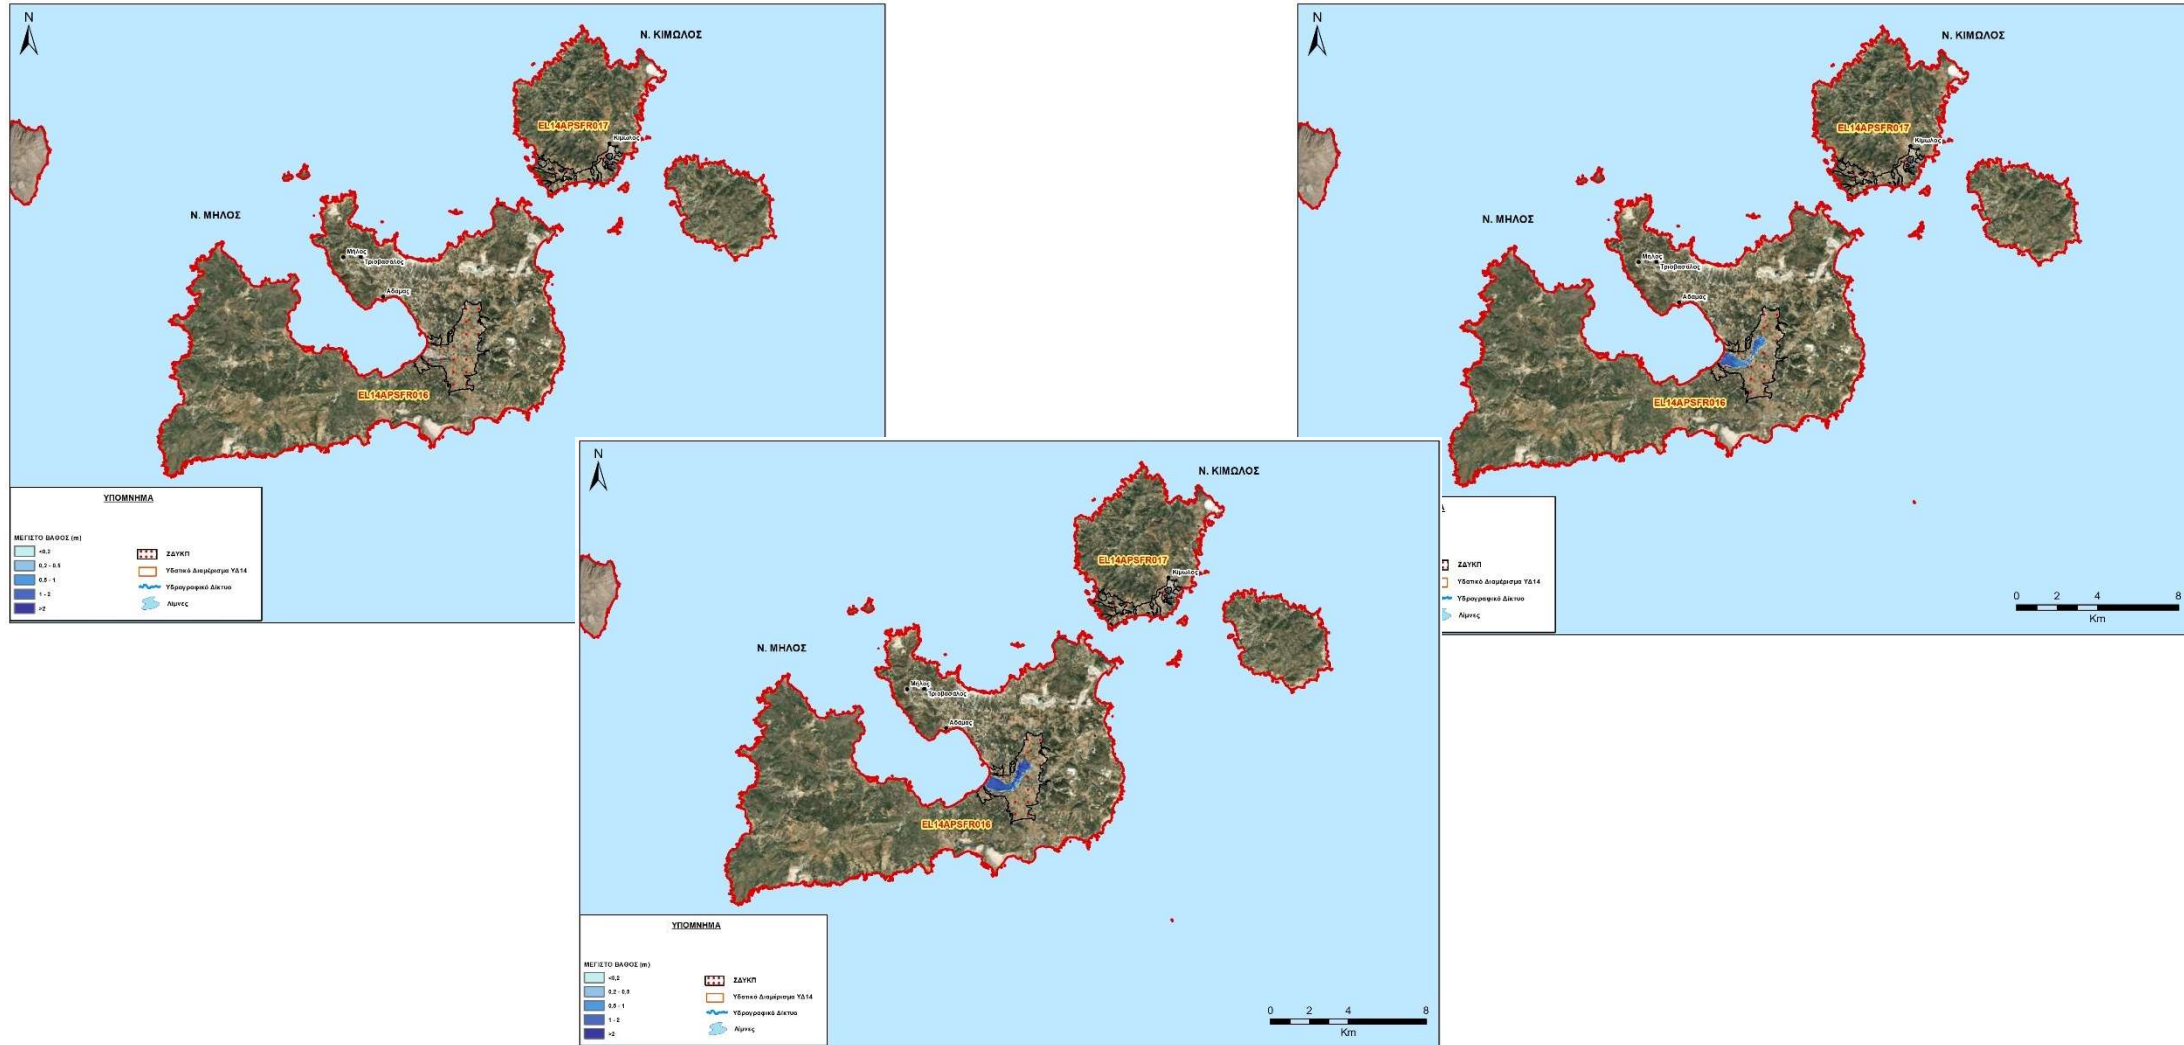 N
Ν. ΚΙΜΩΛΟΣ
EL14APSFR017
Κίμωλος
Ν. ΜΗΛΟΣ
Μήλος
Τριοβασαλος
Αδάμας
EL14APSFR016
ΥΠΟΜΝΗΜΑ
ΜΕΓΙΣΤΟ ΒΑΘΟΣ (m)
<0,2
0,2 - 0,5
0,5 - 1
1 - 2
>2
ΖΔΥΚΠ
Υδατικό Διαμέρισμα ΥΔ14
Υδρογραφικό Δίκτυο
Λίμνες
N
Ν. ΚΙΜΩΛΟΣ
EL14APSFR017
Κίμωλος
Ν. ΜΗΛΟΣ
Μήλος
Τριοβασαλος
Αδάμας
EL14APSFR016
Α
ΖΔΥΚΠ
Υδατικό Διαμέρισμα ΥΔ14
Υδρογραφικό Δίκτυο
Λίμνες
0 2 4 8
Km
N
Ν. ΚΙΜΩΛΟΣ
EL14APSFR017
Κίμωλος
Ν. ΜΗΛΟΣ
Μήλος
Τριοβασαλος
Αδάμας
EL14APSFR016
ΥΠΟΜΝΗΜΑ
ΜΕΓΙΣΤΟ ΒΑΘΟΣ (m)
<0,2
0,2 - 0,5
0,5 - 1
1 - 2
>2
ΖΔΥΚΠ
Υδατικό Διαμέρισμα ΥΔ14
Υδρογραφικό Δίκτυο
Λίμνες
0 2 4 8
Km